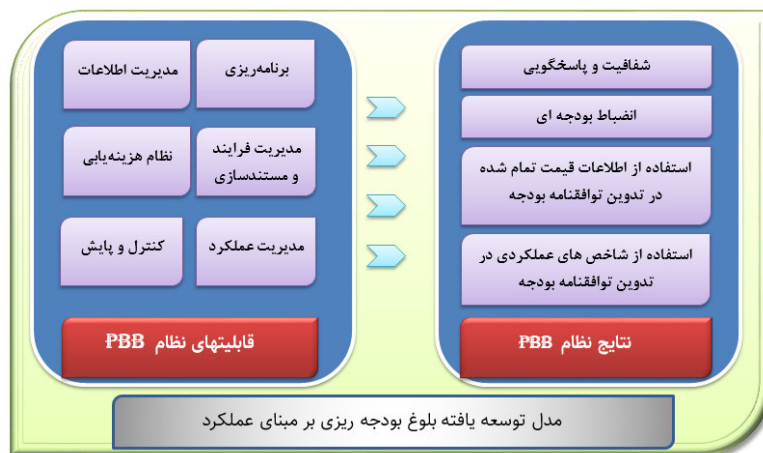 برنامه‌ریزی
مدیریت اطلاعات
مدیریت فرایند
و مستندسازی
نظام هزینه‌یابی
مدیریت عملکرد
کنترل و پایش
قابلیتهای نظام PBB
شفافیت و پاسخگویی
انضباط بودجه ای
استفاده از اطلاعات قیمت تمام شده
در تدوین توافقنامه بودجه
استفاده از شاخص های عملکردی در
تدوین توافقنامه بودجه
نتایج نظام PBB
مدل توسعه یافته بلوغ بودجه ریزی بر مبنای عملکرد